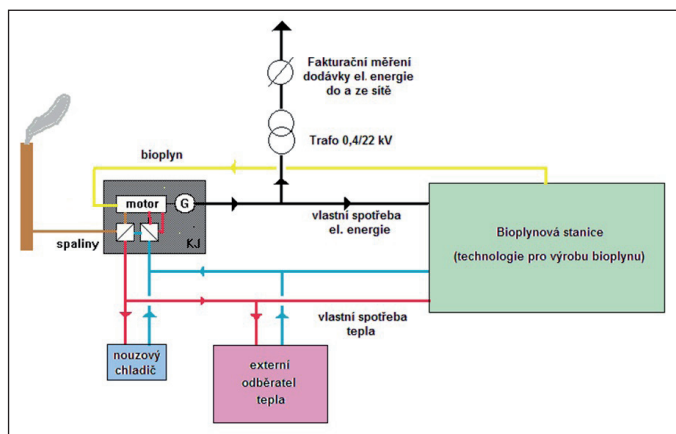 Fakturační měření
dodávky el. energie
do a ze sítě
Trafo 0,4/22 kV
bioplyn
motor
G
KJ
spaliny
vlastní spotřeba
el. energie
Bioplynová stanice
(technologie pro výrobu bioplynu)
vlastní spotřeba
tepla
nouzový
chladič
externí
odběratel
tepla